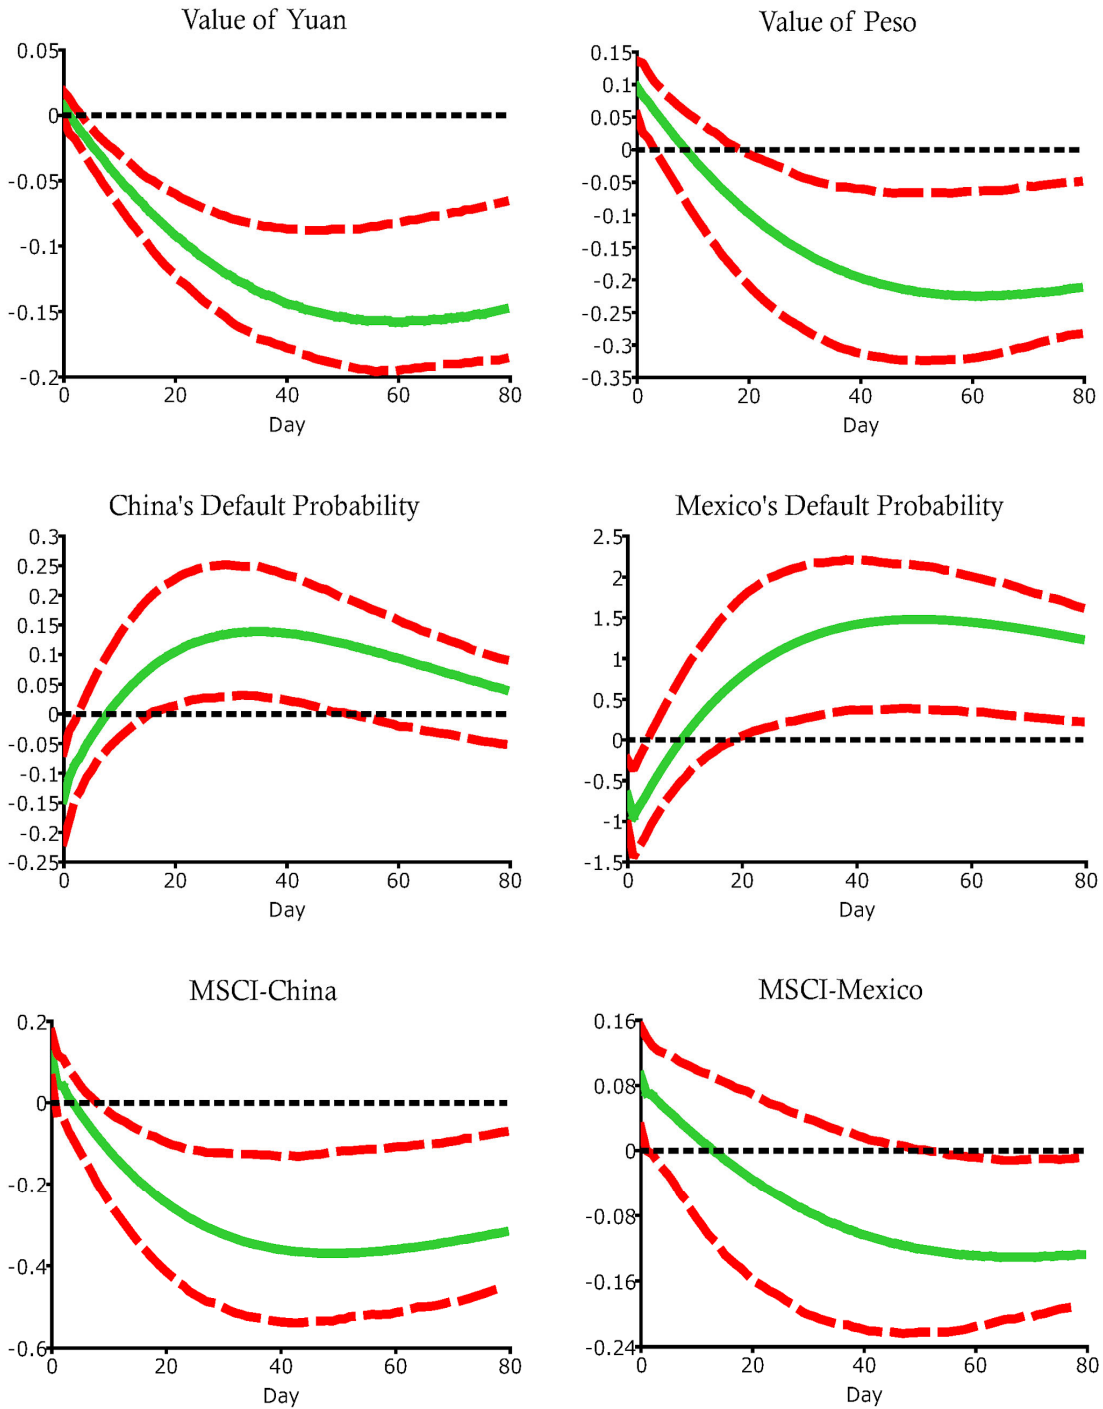 Value of Yuan
Value of Peso
0.05
0
-0.05
-0.1
-0.15
-0.2
0 20 40 60 80
Day
0.15
0.1
0.05
0
-0.05
-0.1
-0.15
-0.2
-0.25
-0.3
-0.35
0 20 40 60 80
Day
China's Default Probability
Mexico's Default Probability
0.3
0.25
0.2
0.15
0.1
0.05
0
-0.05
-0.1
-0.15
-0.2
-0.25
0 20 40 60 80
Day
2.5
2
1.5
1
0.5
0
-0.5
-1
-1.5
0 20 40 60 80
Day
MSCI-China
MSCI-Mexico
0.2
0
-0.2
-0.4
-0.6
0 20 40 60 80
Day
0.16
0.08
0
-0.08
-0.16
-0.24
0 20 40 60 80
Day